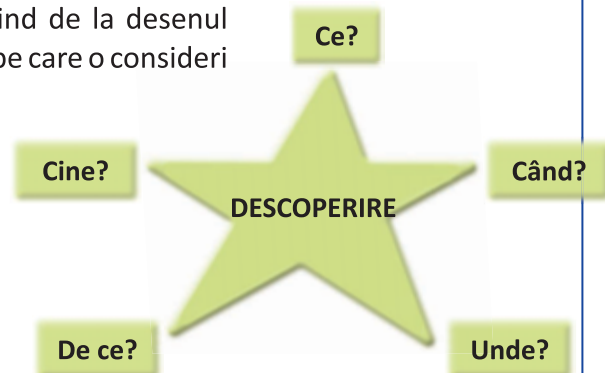 ind de la desenul
pe care o consideri
Ce?
Cine?
Când?
DESCOPERIRE
De ce?
Unde?